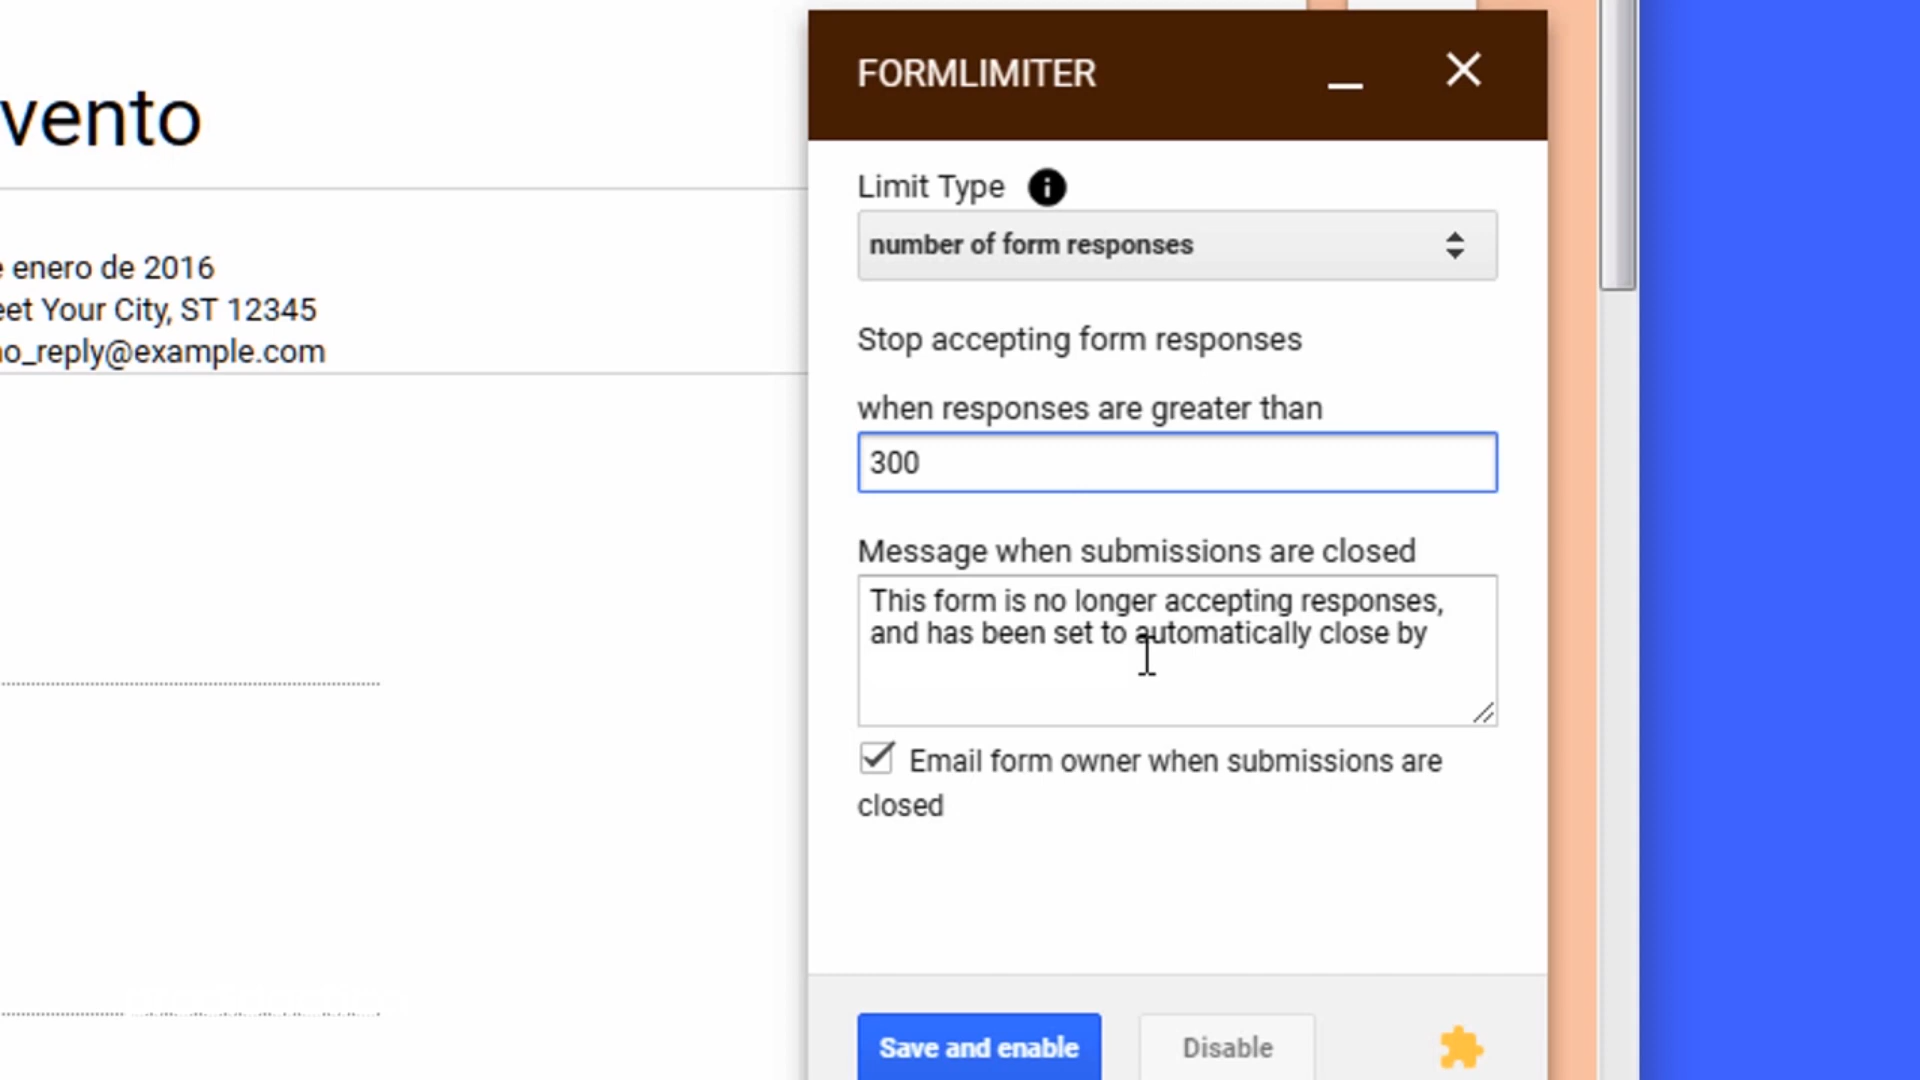 vento
enero de 2016
eet Your City, ST 12345
no_reply@example.com
FORMLIMITER
Limit Type
number of form responses
Stop accepting form responses
when responses are greater than
300
Message when submissions are closed
This form is no longer accepting responses,
and has been set to automatically close by
Email form owner when submissions are
closed
Save and enable
Disable